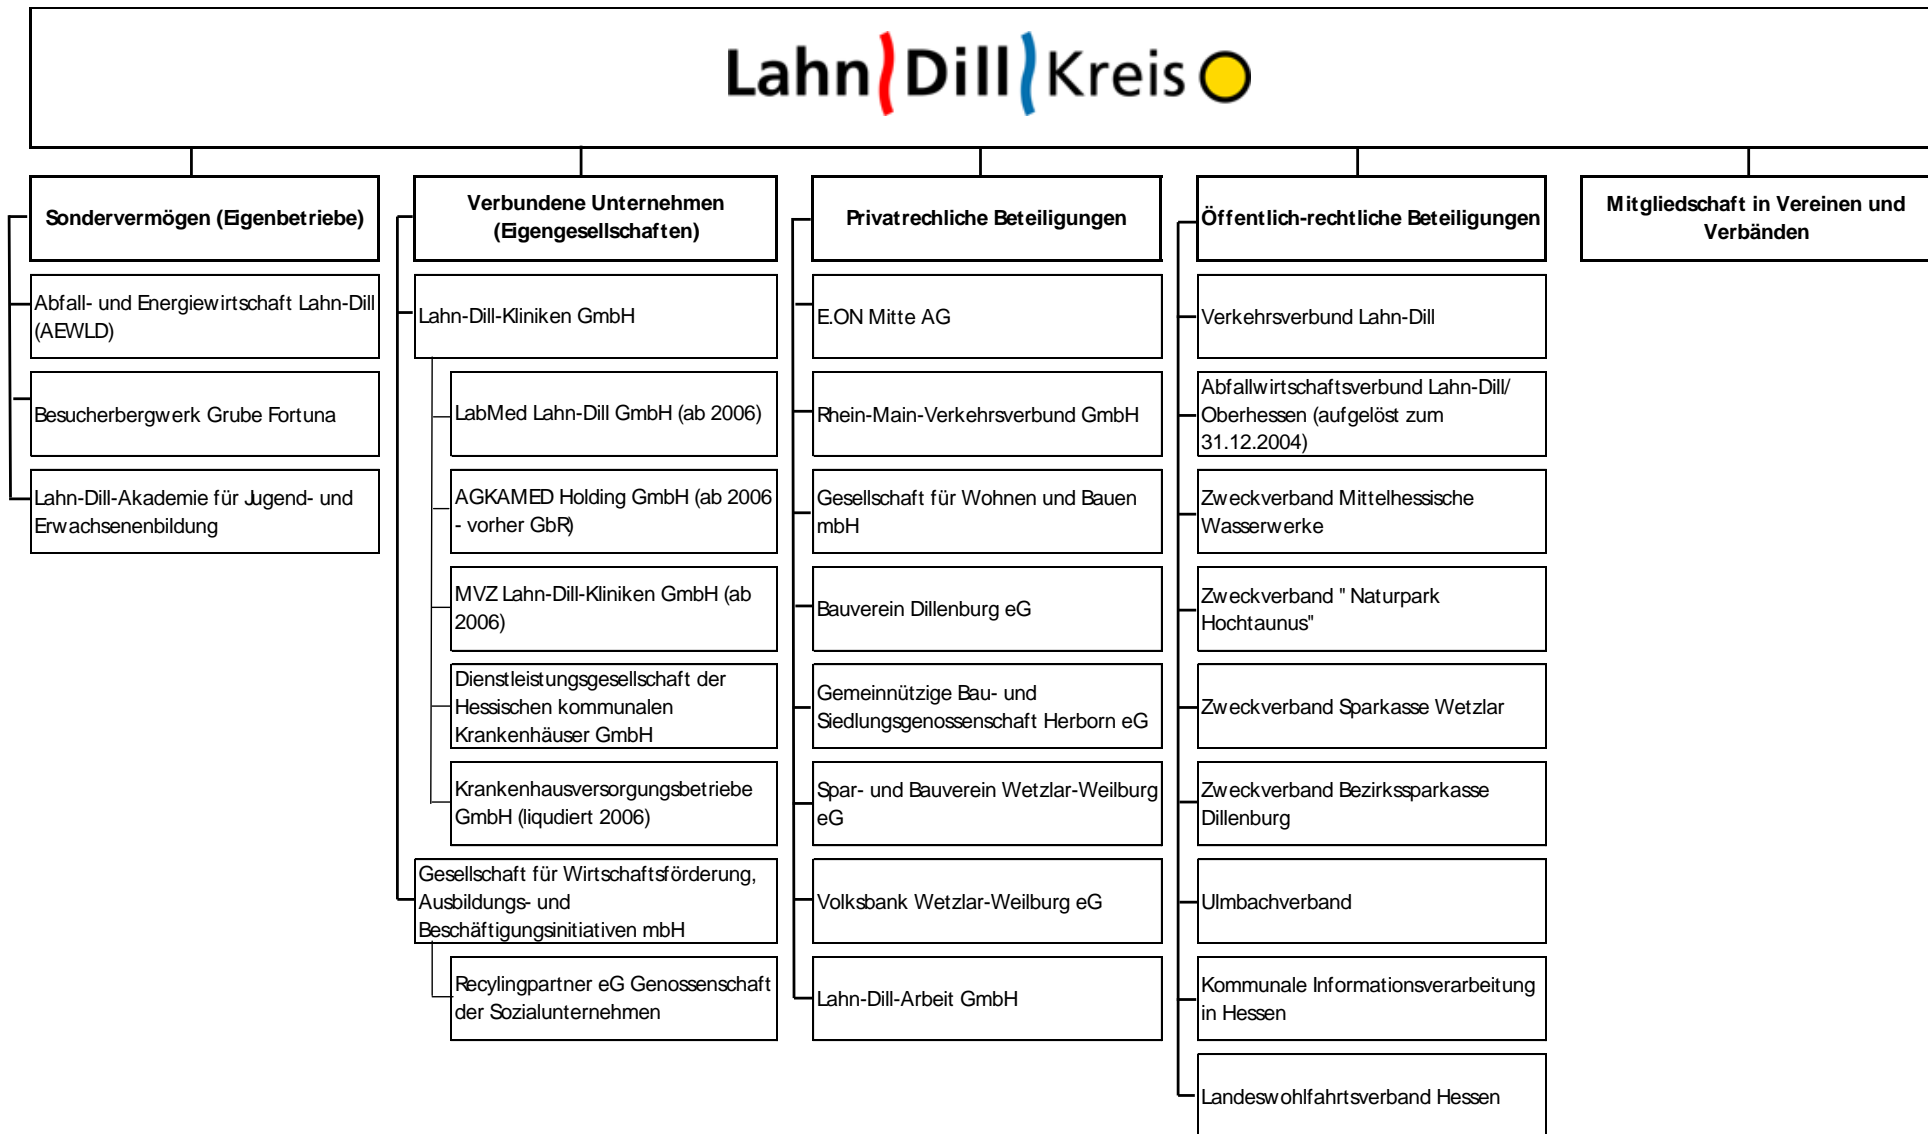 Lahn Dill Kreis
Sondervermögen (Eigenbetriebe)
Abfall- und Energiewirtschaft Lahn-Dill
(AEWLD)
Besucherbergwerk Grube Fortuna
Lahn-Dill-Akademie für Jugend- und
Erwachsenenbildung
Verbundene Unternehmen
(Eigengesellschaften)
Lahn-Dill-Kliniken GmbH
LabMed Lahn-Dill GmbH (ab 2006)
AGKAMED Holding GmbH (ab 2006
- vorher GbR)
MVZ Lahn-Dill-Kliniken GmbH (ab
2006)
Dienstleistungsgesellschaft der
Hessischen kommunalen
Krankenhäuser GmbH
Krankenhausversorgungsbetriebe
GmbH (liqudiert 2006)
Gesellschaft für Wirtschaftsförderung,
Ausbildungs- und
Beschäftigungsinitiativen mbH
Recylingpartner eG Genossenschaft
der Sozialunternehmen
Privatrechliche Beteiligungen
E.ON Mitte AG
Rhein-Main-Verkehrsverbund GmbH
Gesellschaft für Wohnen und Bauen
mbH
Bauverein Dillenburg eG
Gemeinnützige Bau- und
Siedlungsgenossenschaft Herborn eG
Spar- und Bauverein Wetzlar-Weilburg
eG
Volksbank Wetzlar-Weilburg eG
Lahn-Dill-Arbeit GmbH
Öffentlich-rechtliche Beteiligungen
Verkehrsverbund Lahn-Dill
Abfallwirtschaftsverbund Lahn-Dill/
Oberhessen (aufgelöst zum
31.12.2004)
Zweckverband Mittelhessische
Wasserwerke
Zweckverband " Naturpark
Hochtaunus"
Zweckverband Sparkasse Wetzlar
Zweckverband Bezirkssparkasse
Dillenburg
Ulmbachverband
Kommunale Informationsverarbeitung
in Hessen
Landeswohlfahrtsverband Hessen
Mitgliedschaft in Vereinen und
Verbänden